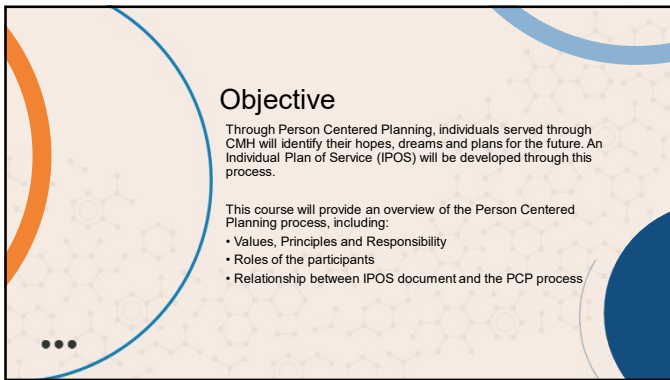 Objective
Through Person Centered Planning, individuals served through
CMH will identify their hopes, dreams and plans for the future. An
Individual Plan of Service (IPOS) will be developed through this
process.
This course will provide an overview of the Person Centered
Planning process, including:
• Values, Principles and Responsibility
• Roles of the participants
• Relationship between IPOS document and the PCP process